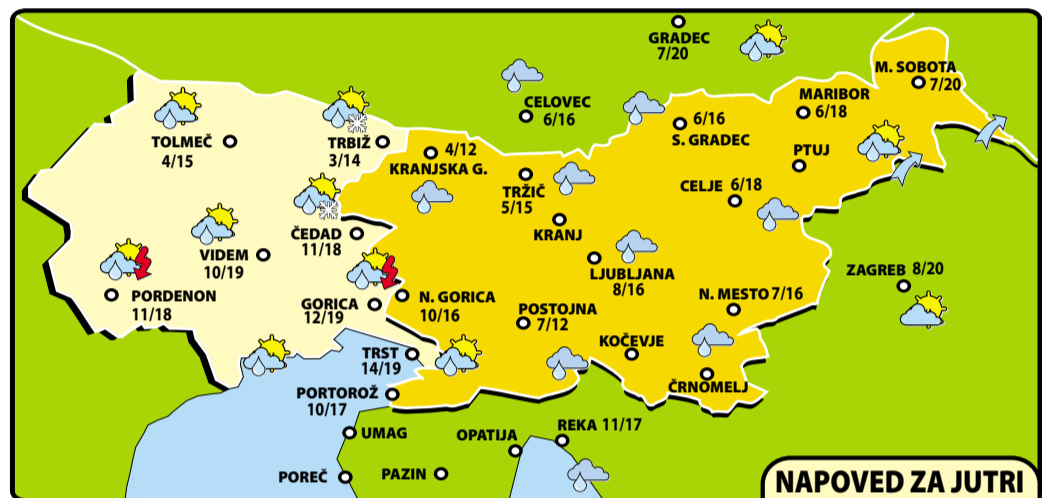 GRADEC
7/20
M. SOBOTA
7/20
CELOVEC
6/16
MARIBOR
6/18
6/16
S. GRADEC
TOLMEČ
4/15
TRBIŽ
3/14
4/12
KRANJSKA G.
PTUJ
TRŽIČ
5/15
CELJE 6/18
KRANJ
ČEDAD
11/18
VIDEM
10/19
LJUBLJANA
8/16
ZAGREB 8/20
PORDENON
11/18
GORICA
12/19
N. GORICA
10/16
N. MESTO 7/16
POSTOJNA
7/12
KOČEVJE
TRST
14/19
ČRNOMELJ
PORTOROŽ
10/17
UMAG
OPATIJA
REKA 11/17
POREČ
PAZIN
NAPOVED ZA JUTRI